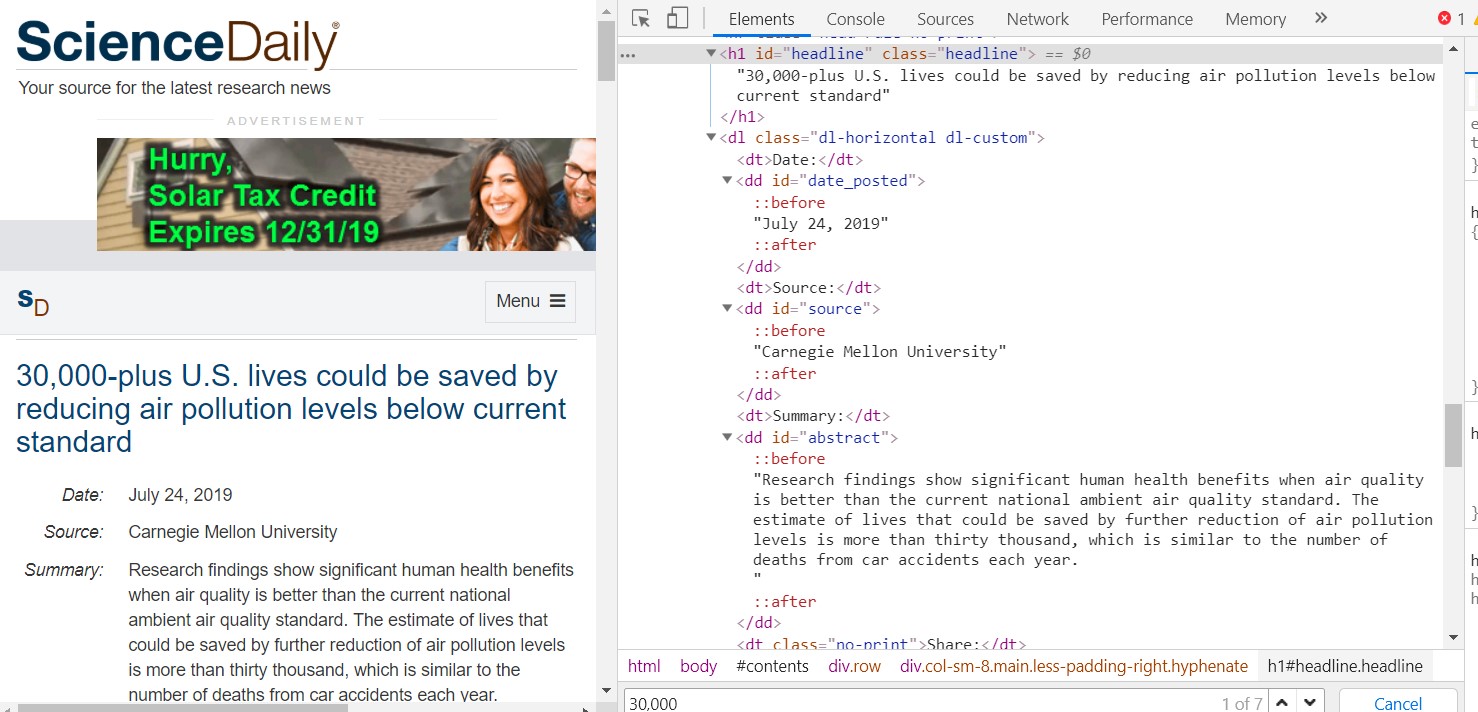 ScienceDaily®
Your source for the latest research news
ADVERTISEMENT
Hurry,
Solar Tax Credit
Expires 12/31/19
SD
Menu
30,000-plus U.S. lives could be saved by
reducing air pollution levels below current
standard
Date: July 24, 2019
Source: Carnegie Mellon University
Summary: Research findings show significant human health benefits
when air quality is better than the current national
ambient air quality standard. The estimate of lives that
could be saved by further reduction of air pollution levels
is more than thirty thousand, which is similar to the
number of deaths from car accidents each year.
Elements Console Sources Network Performance Memory » 1
… <h1 id="headline" class="headline"> == $0
"30,000-plus U.S. lives could be saved by reducing air pollution levels below
current standard"
</h1>
<dl class="dl-horizontal dl-custom">
<dt>Date:</dt>
<dd id="date_posted">
::before
"July 24, 2019"
::after
</dd>
<dt>Source:</dt>
<dd id="source">
::before
"Carnegie Mellon University"
::after
</dd>
<dt>Summary:</dt>
<dd id="abstract">
::before
"Research findings show significant human health benefits when air quality
is better than the current national ambient air quality standard. The
estimate of lives that could be saved by further reduction of air pollution
levels is more than thirty thousand, which is similar to the number of
deaths from car accidents each year.
"
::after
</dd>
<dt class="no-print">Share:</dt>
html body #contents div.row div.col-sm-8.main.less-padding-right.hyphenate h1#headline.headline
30,000 1 of 7 Cancel